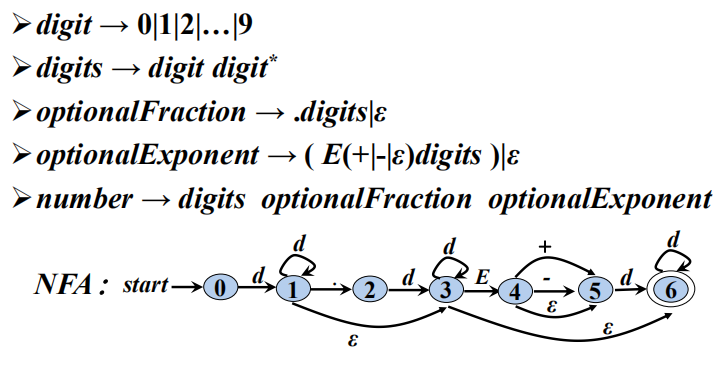 ➢ digit → 0|1|2|…|9
➢ digits → digit digit*
➢ optionalFraction → .digits|ε
➢ optionalExponent → ( E(+|-|ε)digits )|ε
➢ number → digits optionalFraction optionalExponent
d d + d
NFA : start 0 d 1 . 2 d 3 E 4 - 5 d 6
ε ε ε